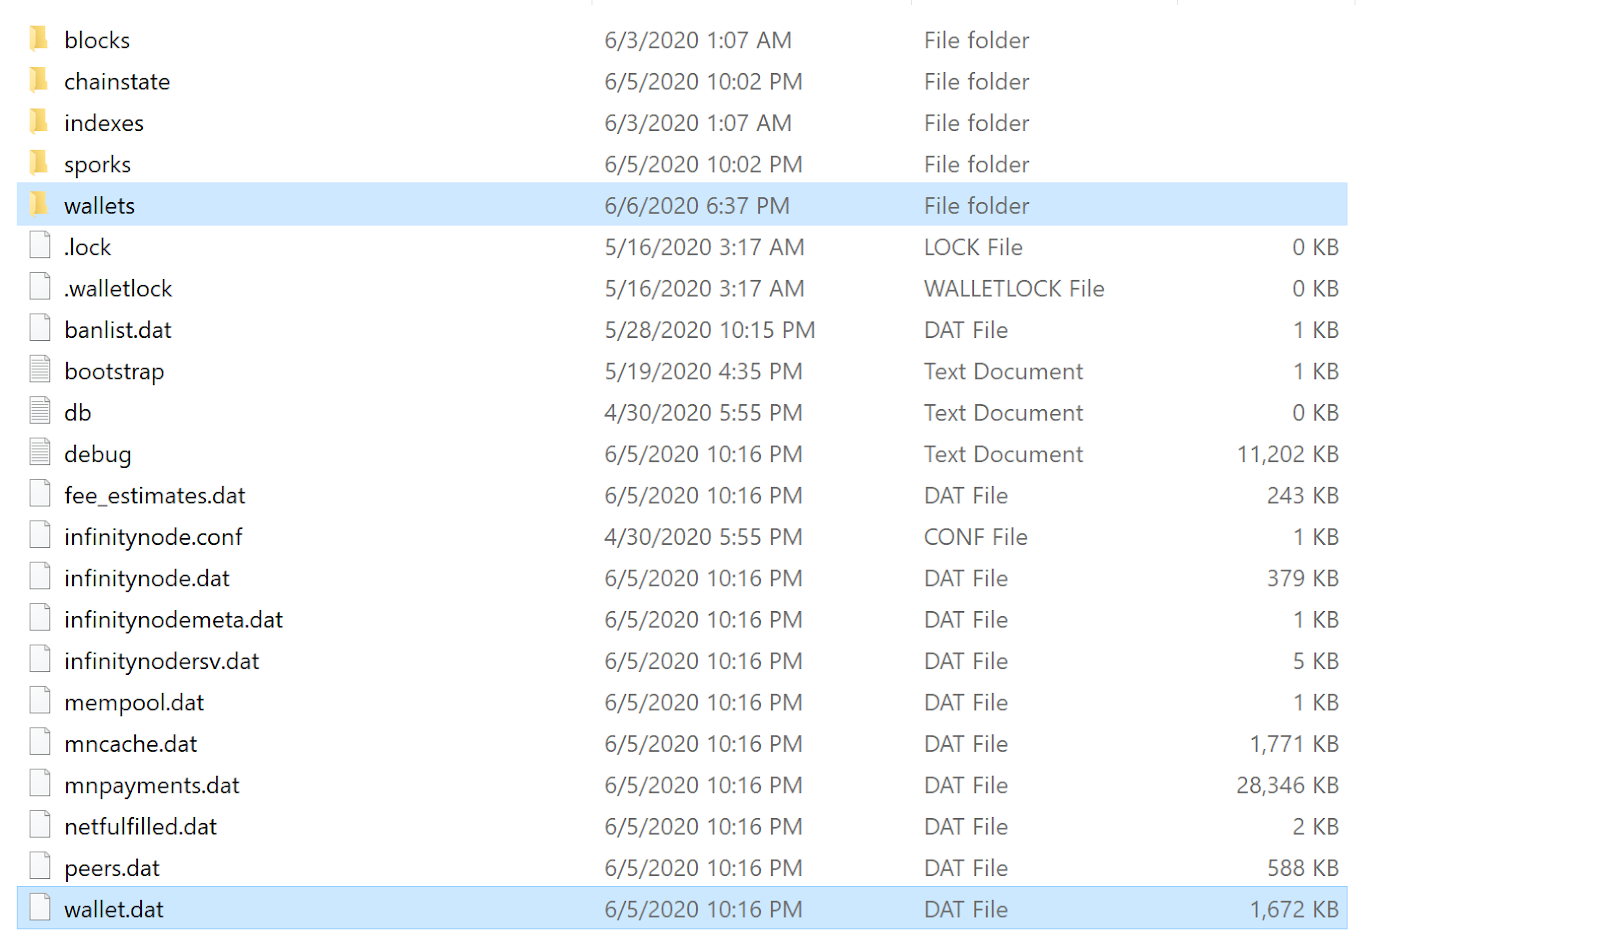 blocks 6/3/2020 1:07 AM File folder
chainstate 6/5/2020 10:02 PM File folder
indexes 6/3/2020 1:07 AM File folder
sporks 6/5/2020 10:02 PM File folder
wallets 6/6/2020 6:37 PM File folder
.lock 5/16/2020 3:17 AM LOCK File 0 KB
.walletlock 5/16/2020 3:17 AM WALLETLOCK File 0 KB
banlist.dat 5/28/2020 10:15 PM DAT File 1 KB
bootstrap 5/19/2020 4:35 PM Text Document 1 KB
db 4/30/2020 5:55 PM Text Document 0 KB
debug 6/5/2020 10:16 PM Text Document 11,202 KB
fee_estimates.dat 6/5/2020 10:16 PM DAT File 243 KB
infinitynode.conf 4/30/2020 5:55 PM CONF File 1 KB
infinitynode.dat 6/5/2020 10:16 PM DAT File 379 KB
infinitynodemeta.dat 6/5/2020 10:16 PM DAT File 1 KB
infinitynodersv.dat 6/5/2020 10:16 PM DAT File 5 KB
mempool.dat 6/5/2020 10:16 PM DAT File 1 KB
mncache.dat 6/5/2020 10:16 PM DAT File 1,771 KB
mnpayments.dat 6/5/2020 10:16 PM DAT File 28,346 KB
netfulfilled.dat 6/5/2020 10:16 PM DAT File 2 KB
peers.dat 6/5/2020 10:16 PM DAT File 588 KB
wallet.dat 6/5/2020 10:16 PM DAT File 1,672 KB